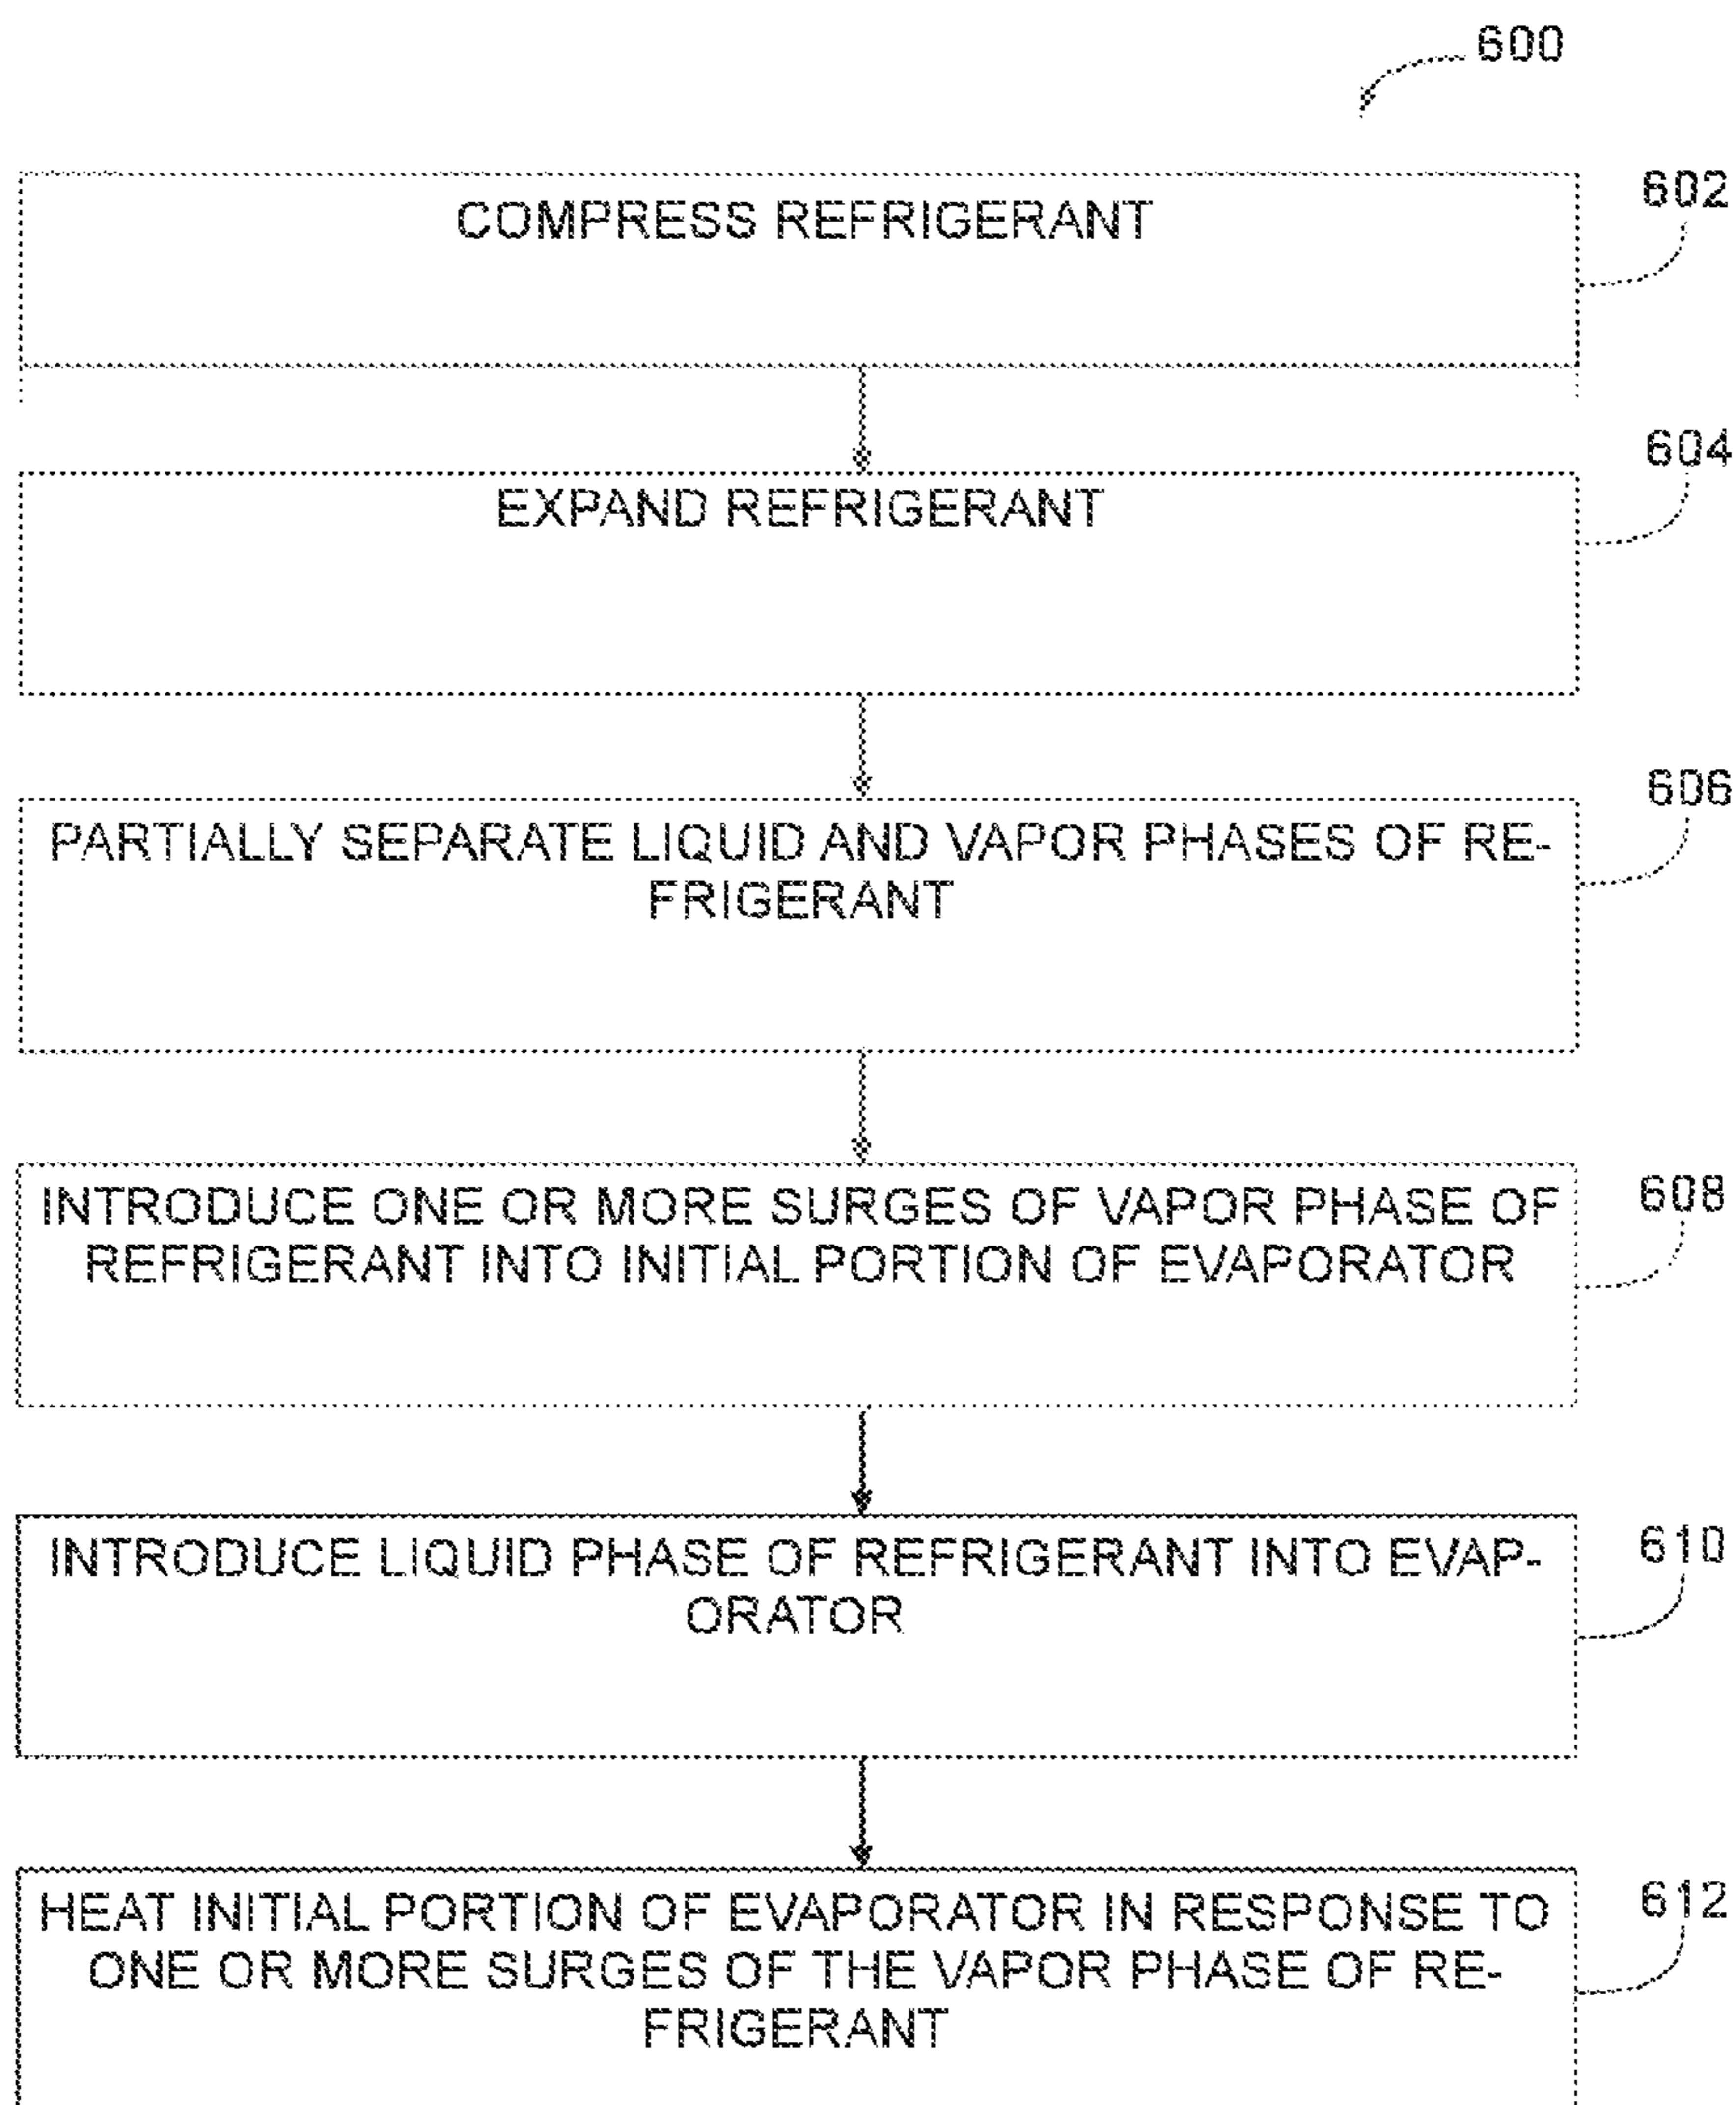 600
COMPRESS REFRIGERANT
602
EXPAND REFRIGERANT
604
PARTIALLY SEPARATE LIQUID AND VAPOR PHASES OF RE-
FRIGERANT
606
INTRODUCE ONE OR MORE SURGES OF VAPOR PHASE OF
REFRIGERANT INTO INITIAL PORTION OF EVAPORATOR
608
INTRODUCE LIQUID PHASE OF REFRIGERANT INTO EVAP-
ORATOR
610
HEAT INITIAL PORTION OF EVAPORATOR IN RESPONSE TO
ONE OR MORE SURGES OF THE VAPOR PHASE OF RE-
FRIGERANT
612